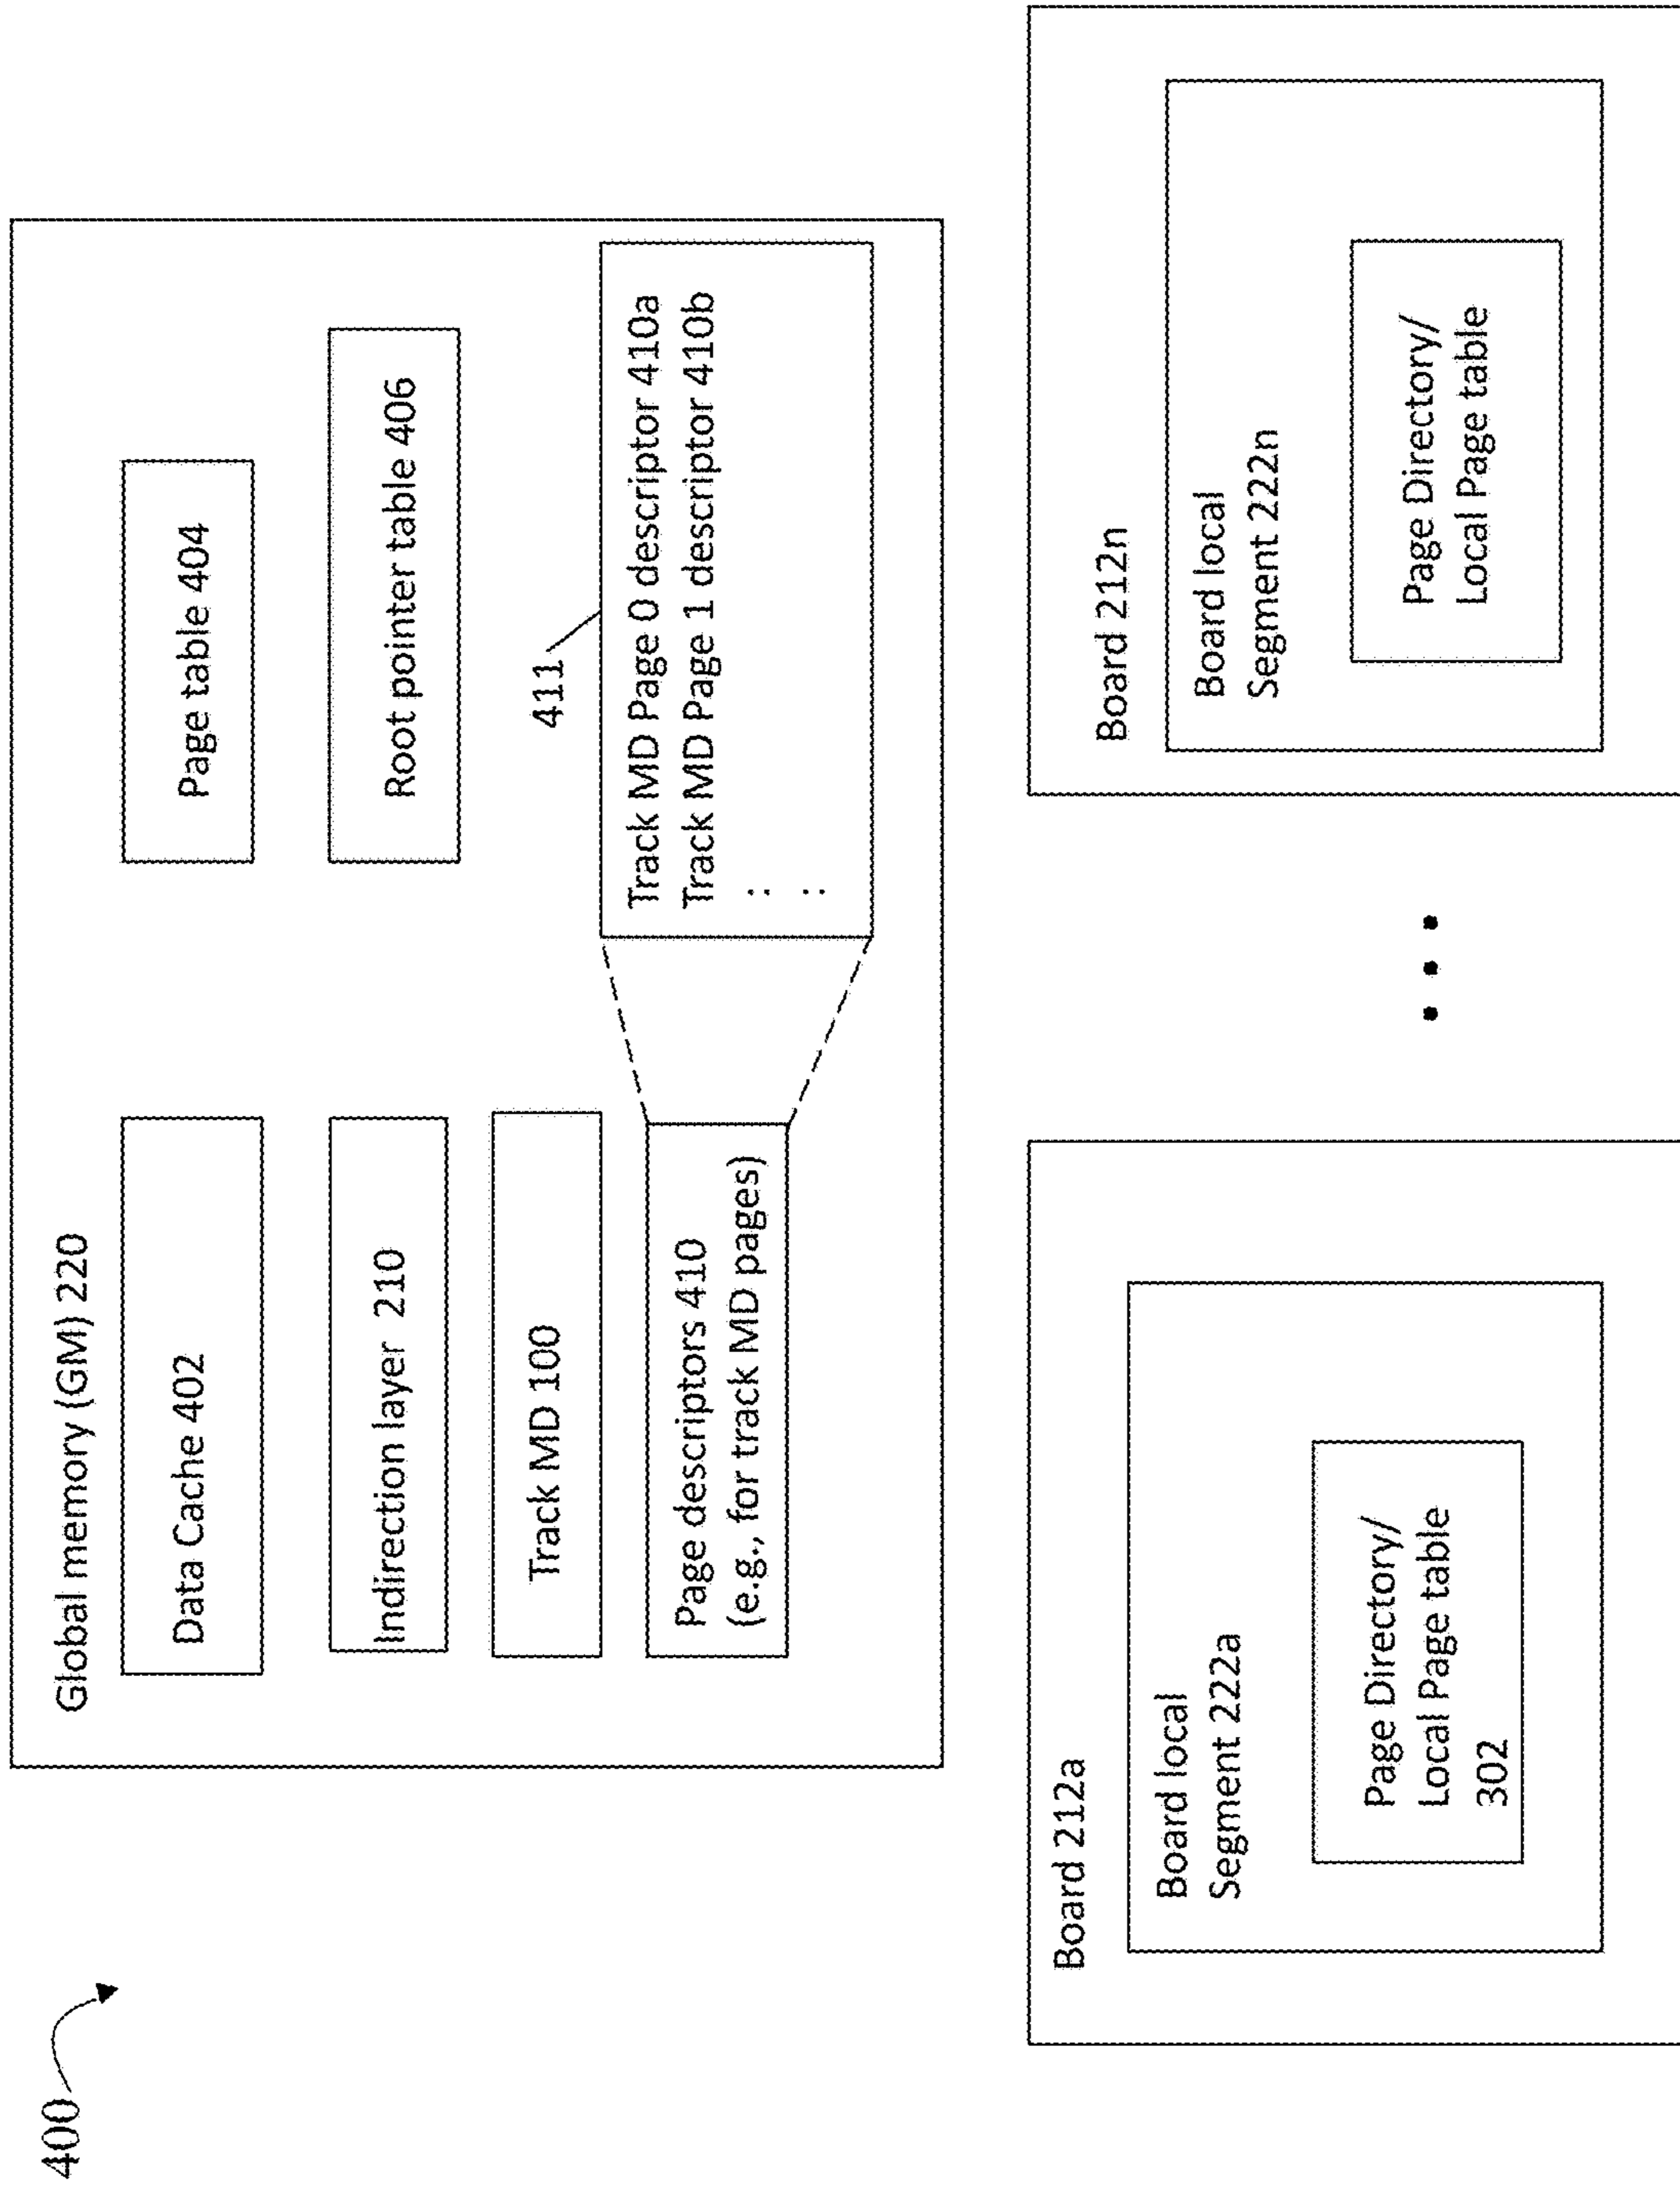 400
Global memory (GM) 220
Data Cache 402
Page table 404
Indirection layer 210
Root pointer table 406
Track MD 100
411
Page descriptors 410
(e.g., for track MD pages)
Track MD Page 0 descriptor 410a
Track MD Page 1 descriptor 410b
Board 212a
Board local
Segment 222a
Page Directory/
Local Page table
302
Board 212n
Board local
Segment 222n
Page Directory/
Local Page table